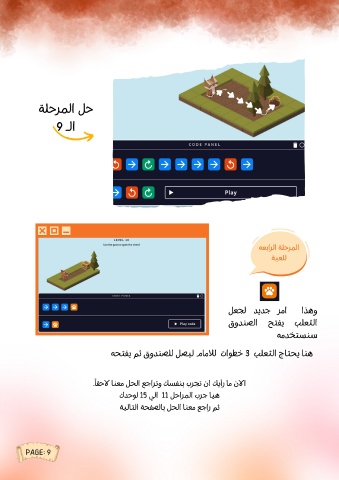 حل المرحلة
الـ 9
CODE PANEL
Play
LEVEL 10
المرحلة الرابعه
للعبة
Play code
وهذا امر جديد لجعل
الثعلب يفتح الصندوق
سنستخدمه
هنا يحتاج الثعلب 3 خطوات للامام ليصل للصندوق ثم يفتحه
الان ما رايك ان تجرب بنفسك وتراجع الحل معنا لاحقاً.
هيا جرب المراحل 11 الي 15 لوحدك
ثم راجع معنا الحل بالصفحة التالية
PAGE: 9